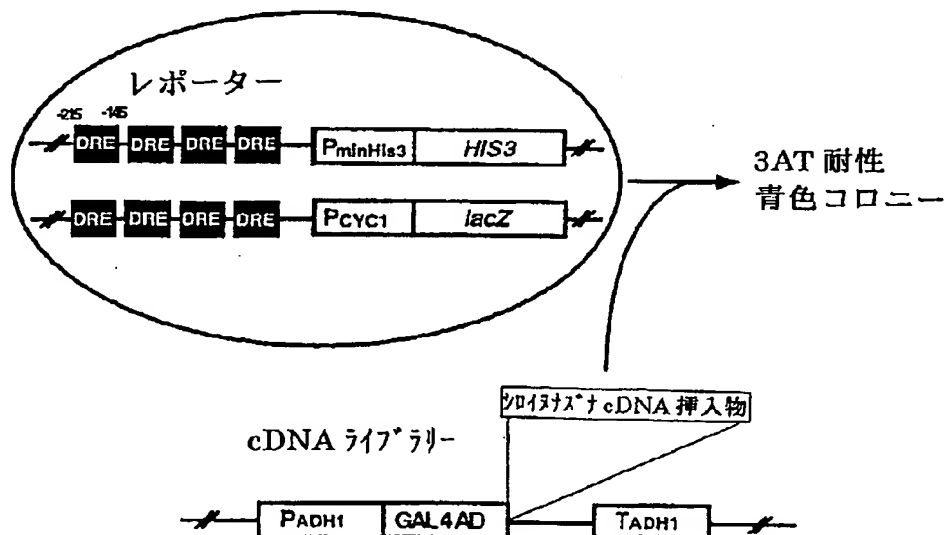 レポーター
-215 -145
DRE DRE DRE DRE PminHis3 HIS3
DRE DRE DRE DRE PCYC1 lacZ
3AT 耐性
青色コロニー
シロイヌナズナ cDNA 挿入物
cDNA ライブラリー
PADH1 GAL4AD TADH1